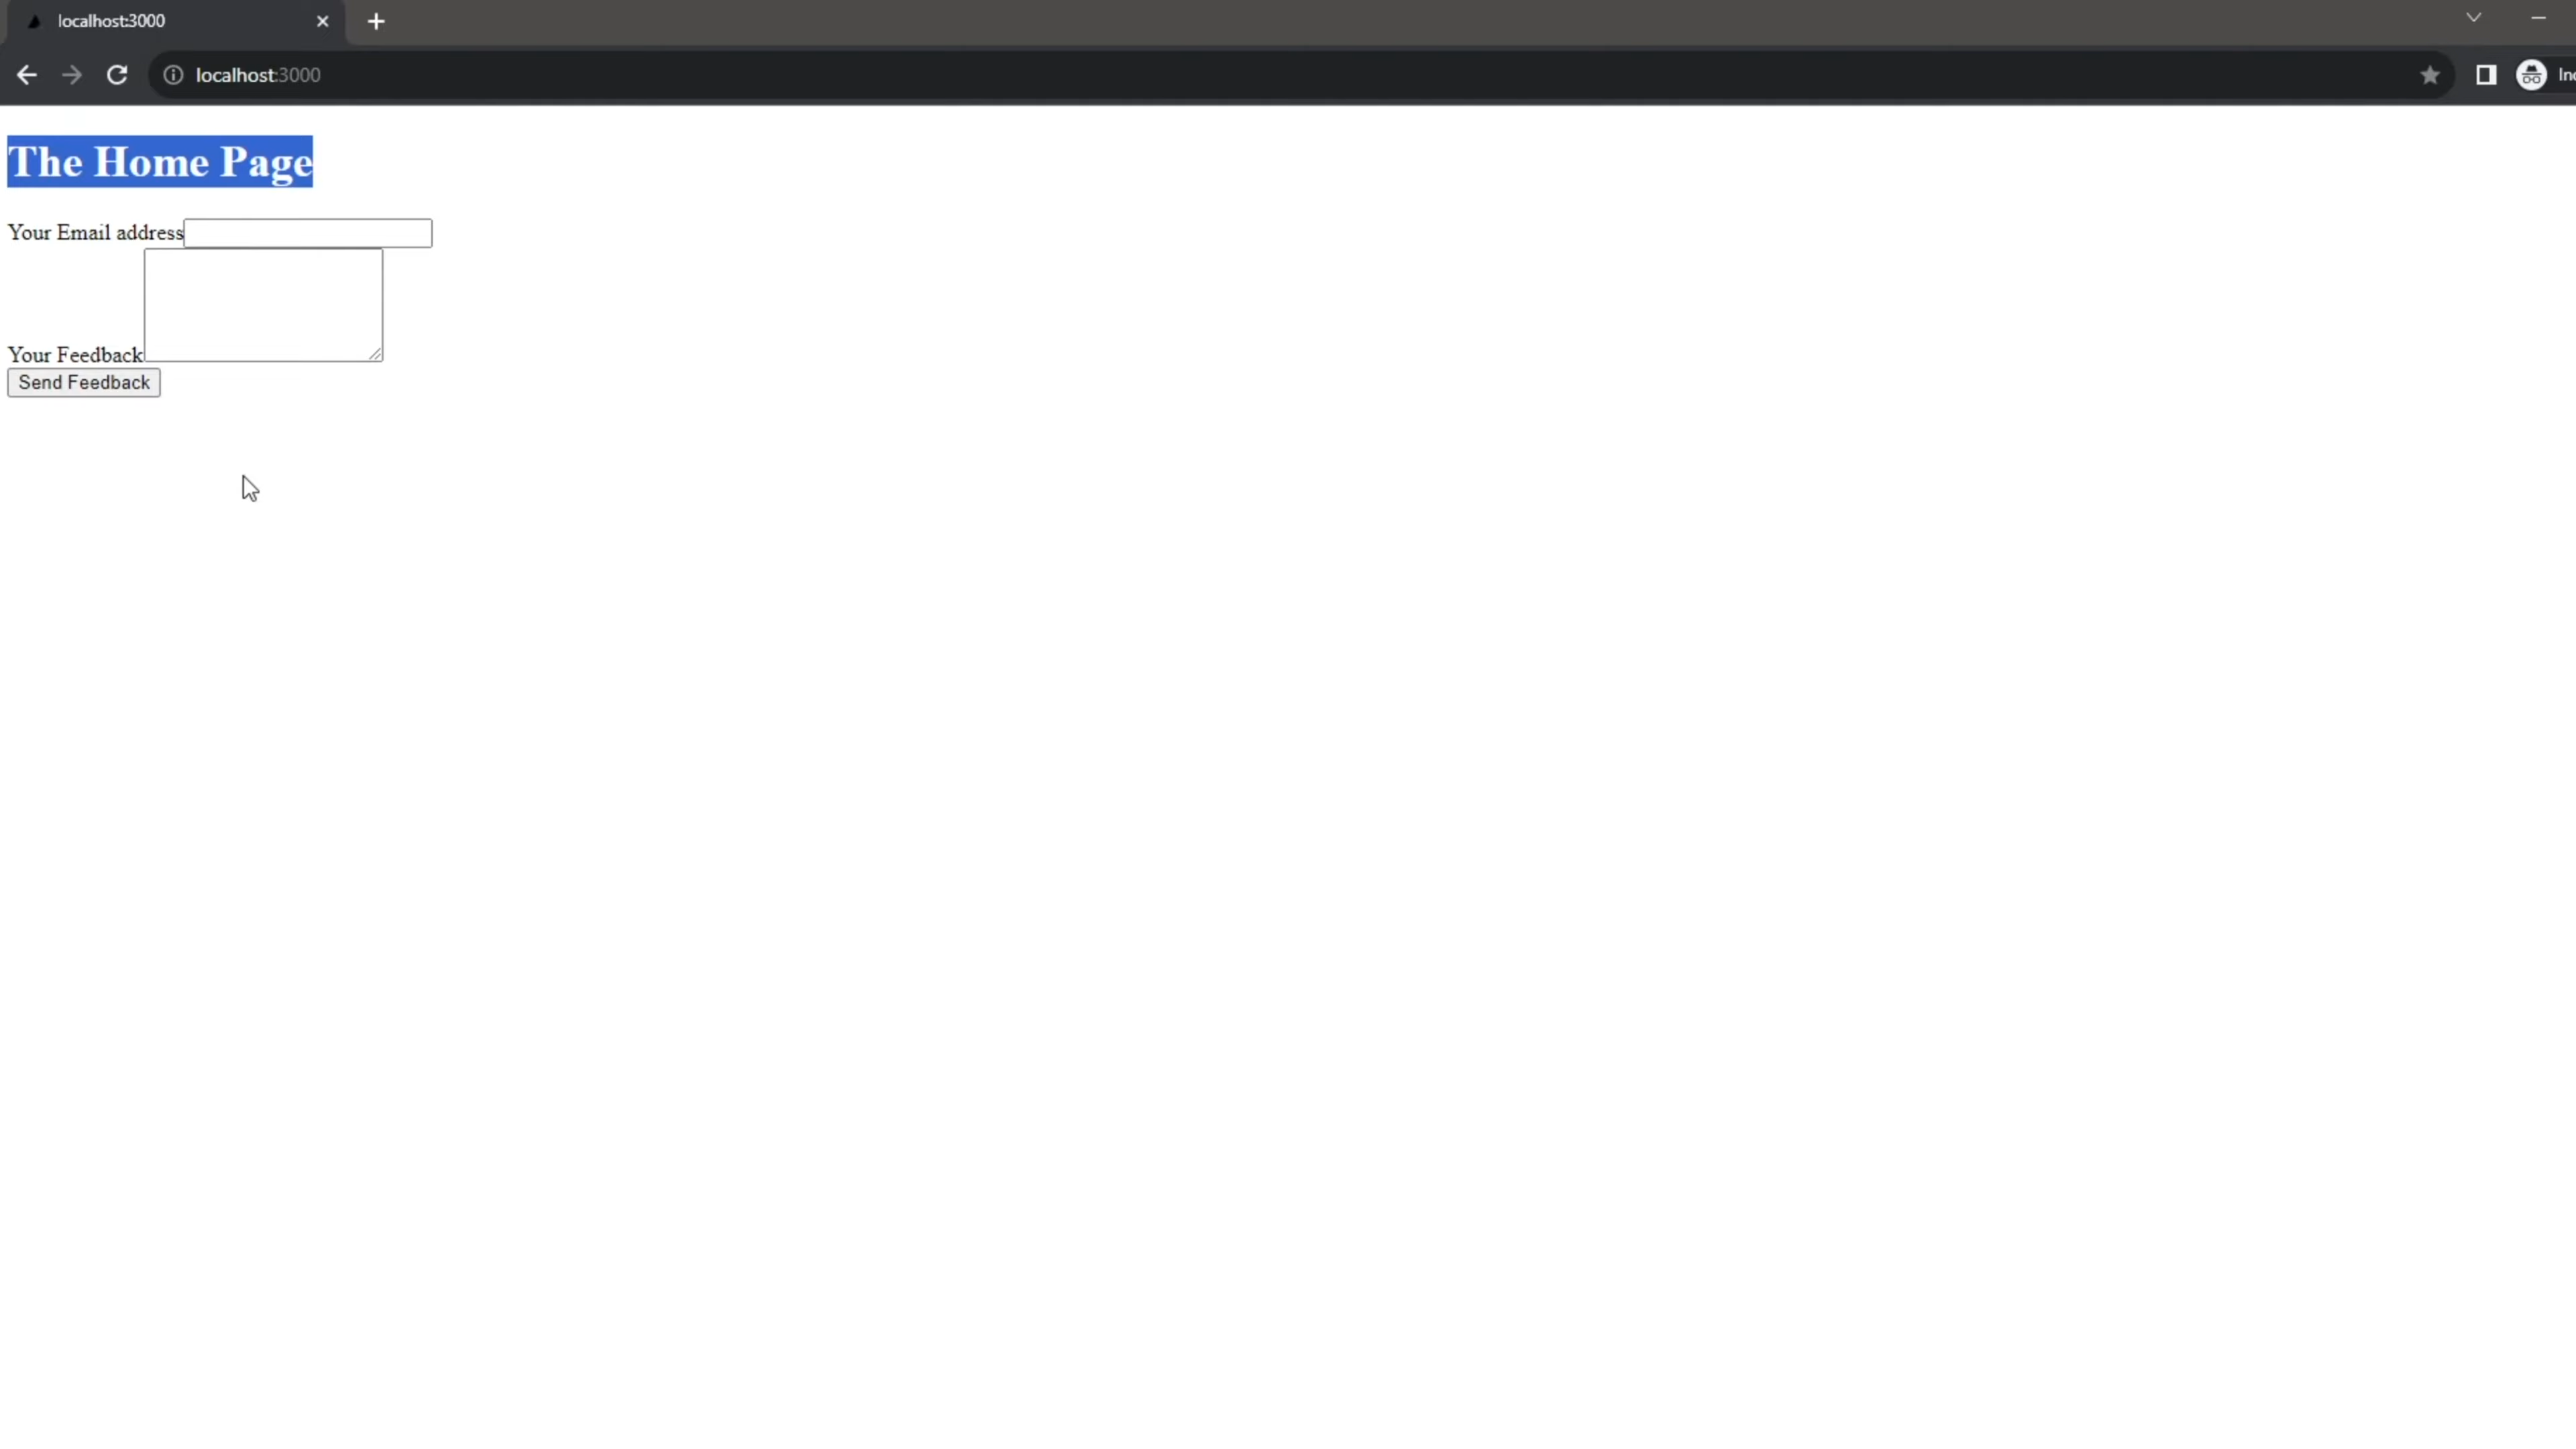 localhost:3000
localhost:3000
The Home Page
Your Email address
Your Feedback
Send Feedback